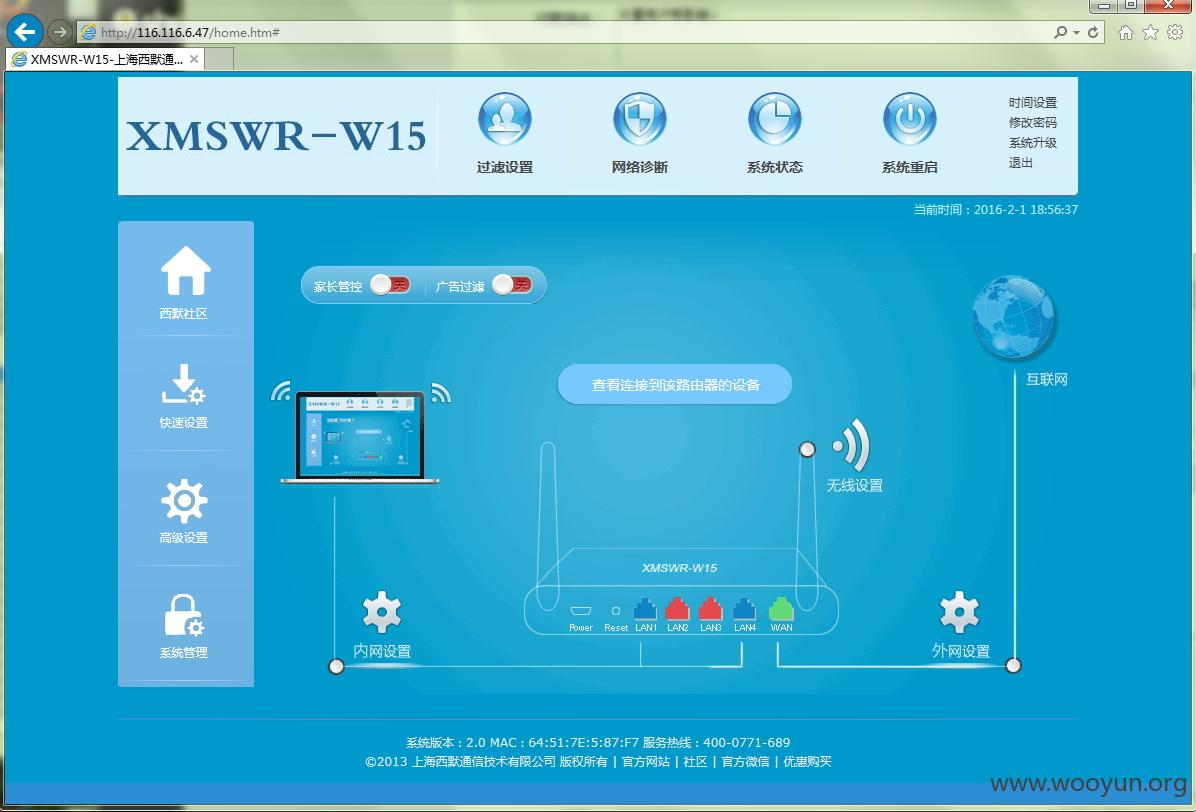 http://116.116.6.47/home.htm#
XMSWR-W15-上海西默通...
XMSWR-W15
过滤设置
网络诊断
系统状态
系统重启
时间设置
修改密码
系统升级
退出
当前时间：2016-2-1 18:56:37
西默社区
快速设置
高级设置
系统管理
家长管控 关
广告过滤 关
查看连接到该路由器的设备
互联网
无线设置
XMSWR-W15
Power Reset LAN1 LAN2 LAN3 LAN4 WAN
内网设置
外网设置
系统版本：2.0 MAC：64:51:7E:5:87:F7 服务热线：400-0771-689
©2013 上海西默通信技术有限公司 版权所有 | 官方网站 | 社区 | 官方微信 | 优惠购买
www.wooyun.org